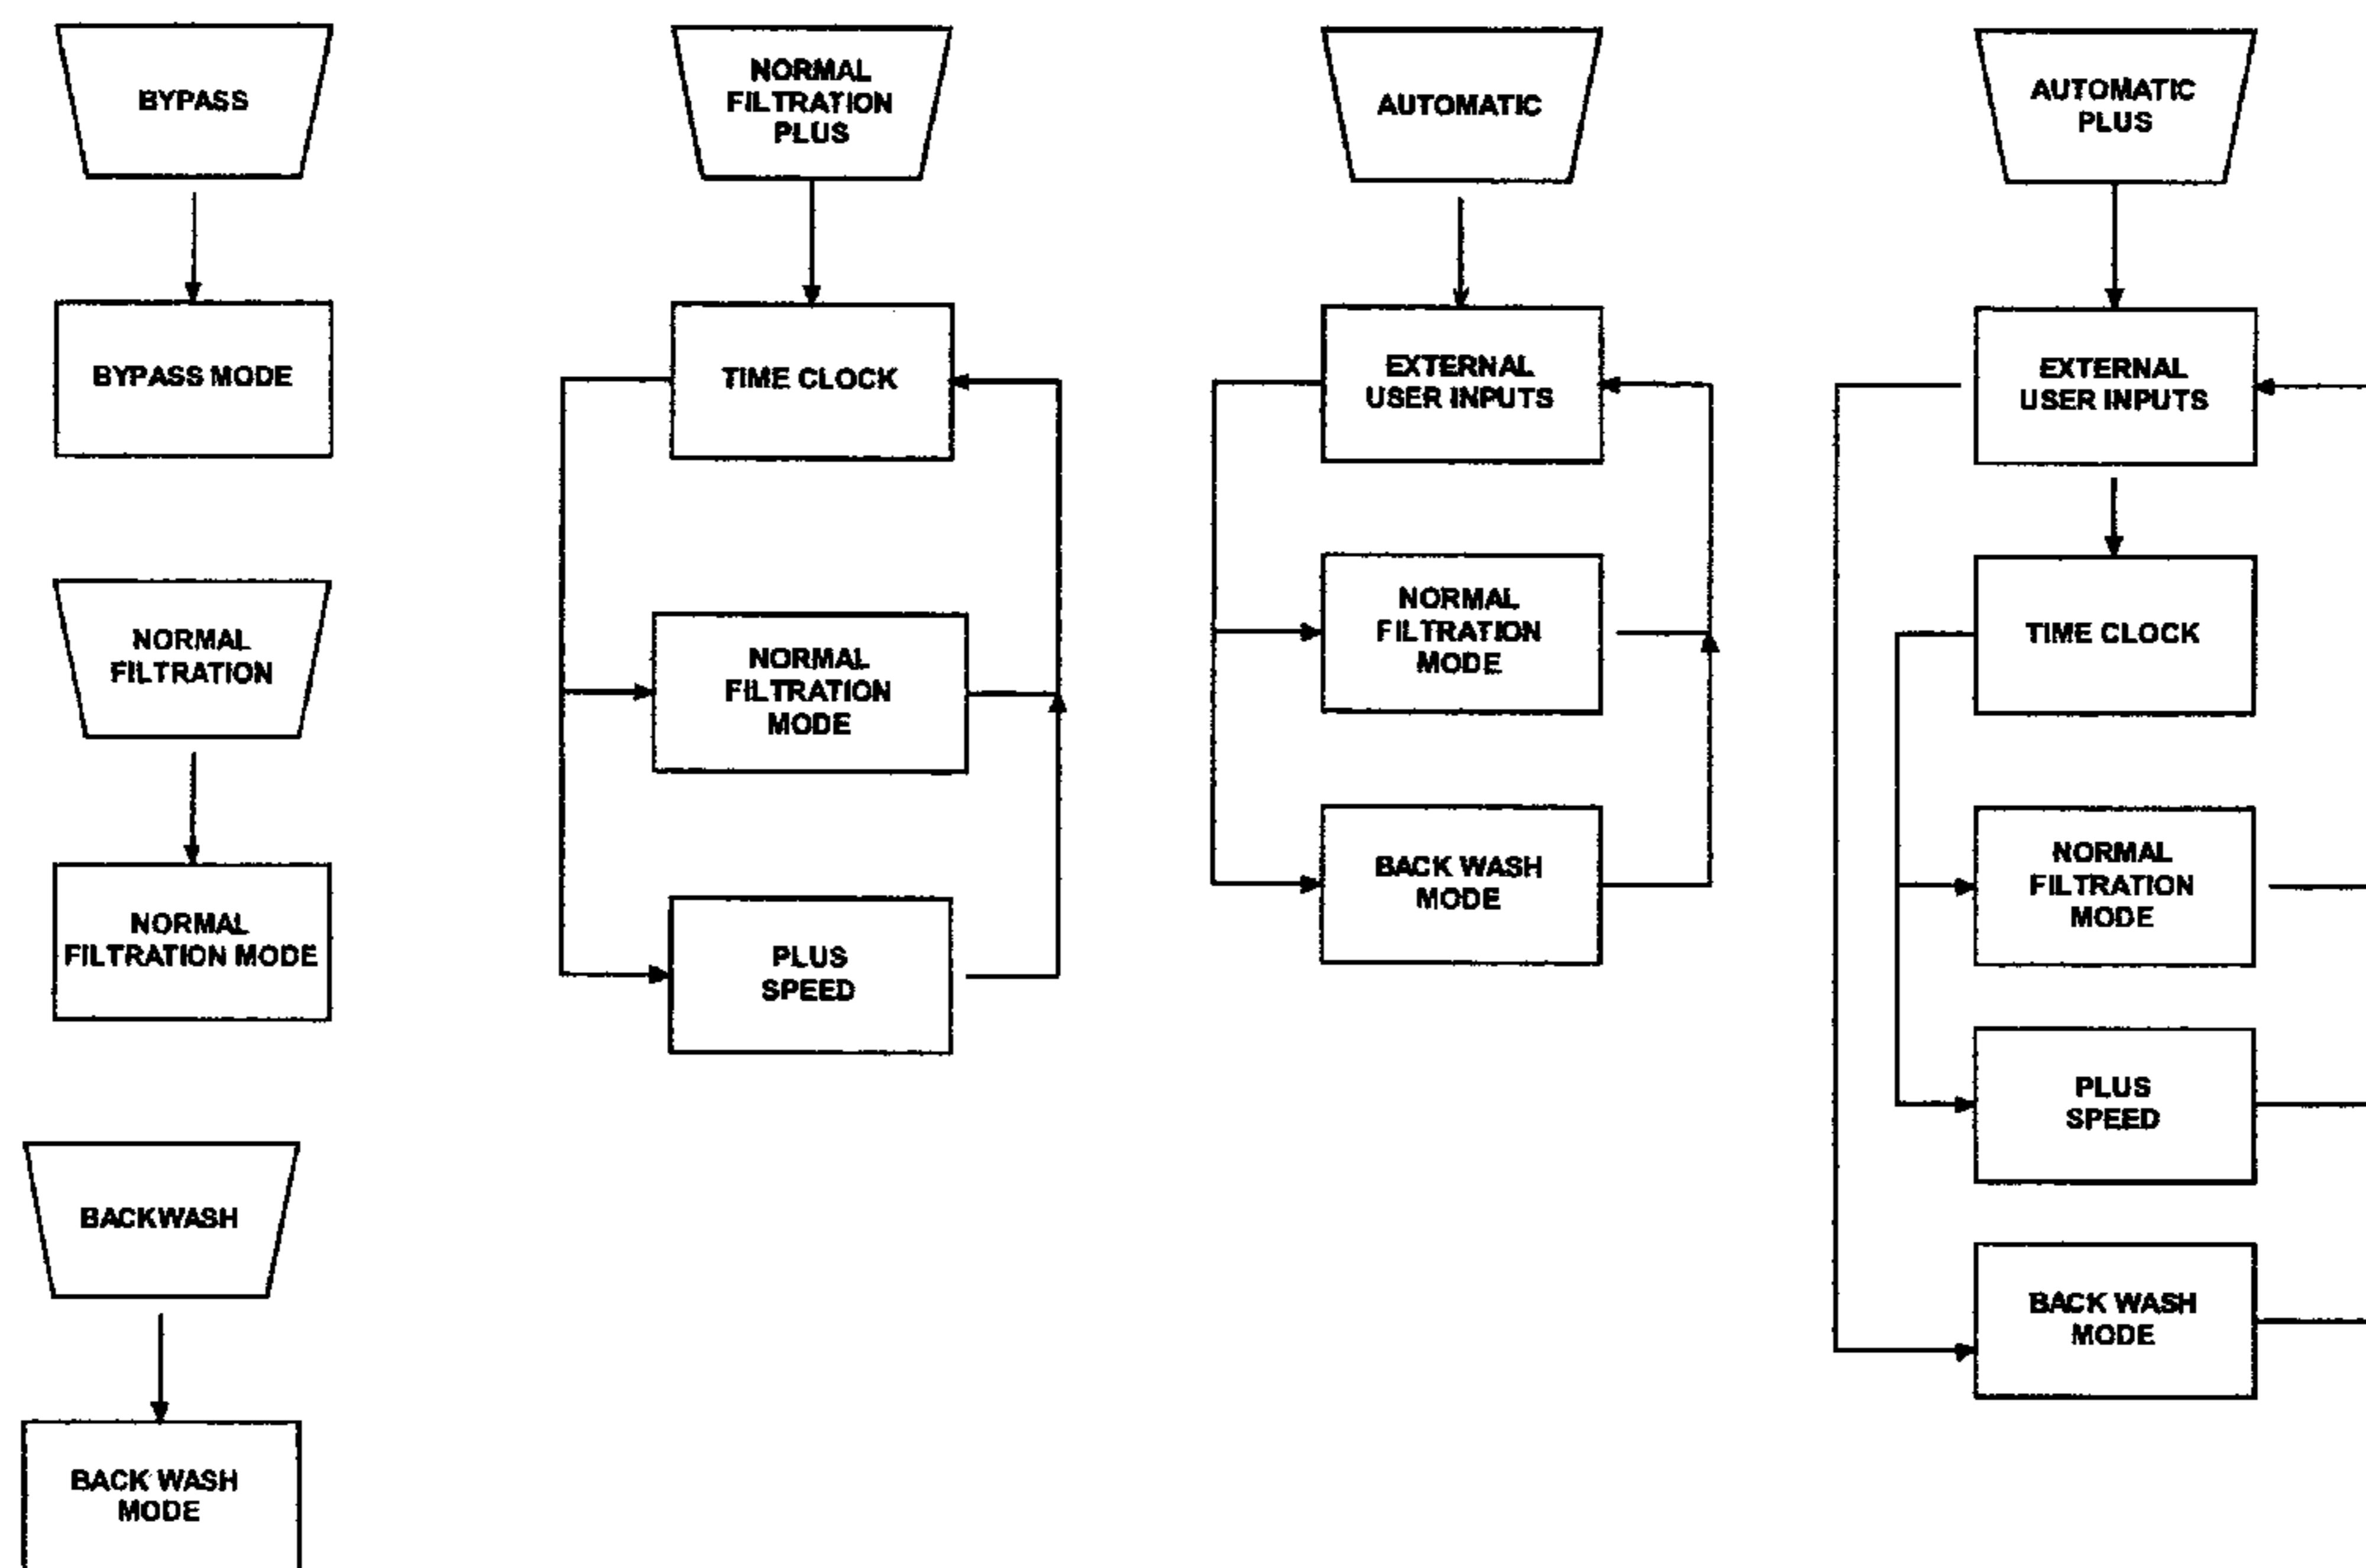 BYPASS
BYPASS MODE
NORMAL
FILTRATION
NORMAL
FILTRATION MODE
BACKWASH
BACK WASH
MODE
NORMAL
FILTRATION
PLUS
TIME CLOCK
NORMAL
FILTRATION
MODE
PLUS
SPEED
AUTOMATIC
EXTERNAL
USER INPUTS
NORMAL
FILTRATION
MODE
BACK WASH
MODE
AUTOMATIC
PLUS
EXTERNAL
USER INPUTS
TIME CLOCK
NORMAL
FILTRATION
MODE
PLUS
SPEED
BACK WASH
MODE